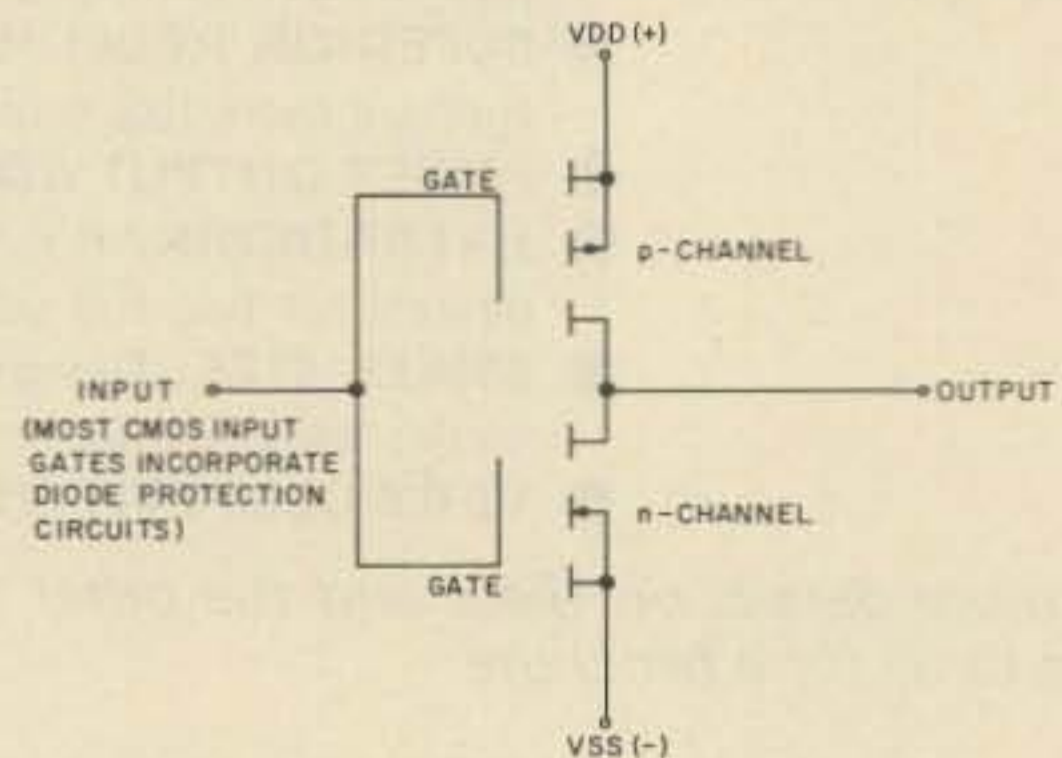 VDD (+)
GATE
p-CHANNEL
INPUT
OUTPUT
(MOST CMOS INPUT
GATES INCORPORATE
DIODE PROTECTION
CIRCUITS)
n-CHANNEL
GATE
VSS (-)